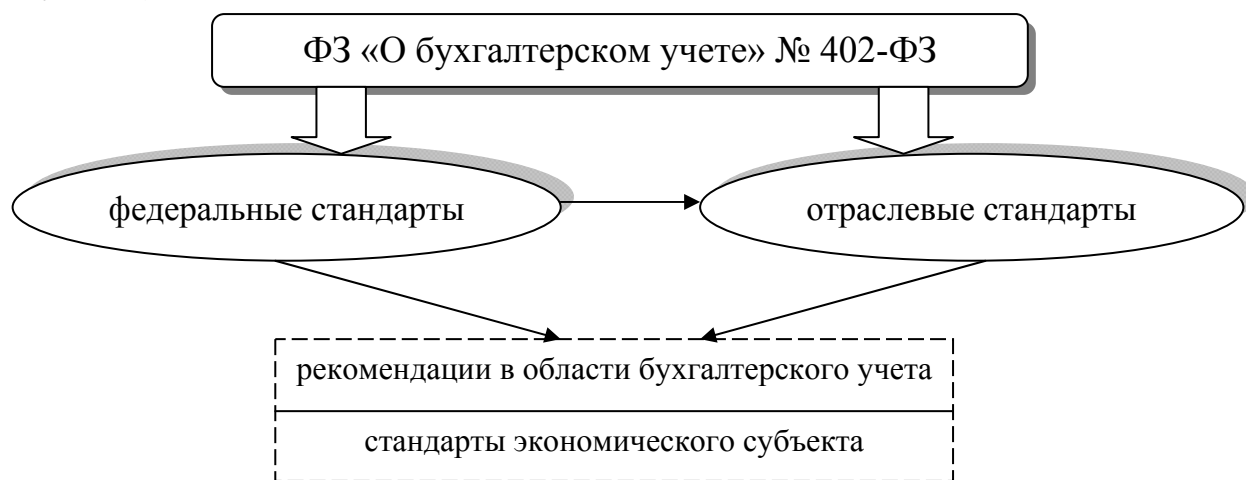 ФЗ «О бухгалтерском учете» № 402-ФЗ
федеральные стандарты
отраслевые стандарты
рекомендации в области бухгалтерского учета
стандарты экономического субъекта